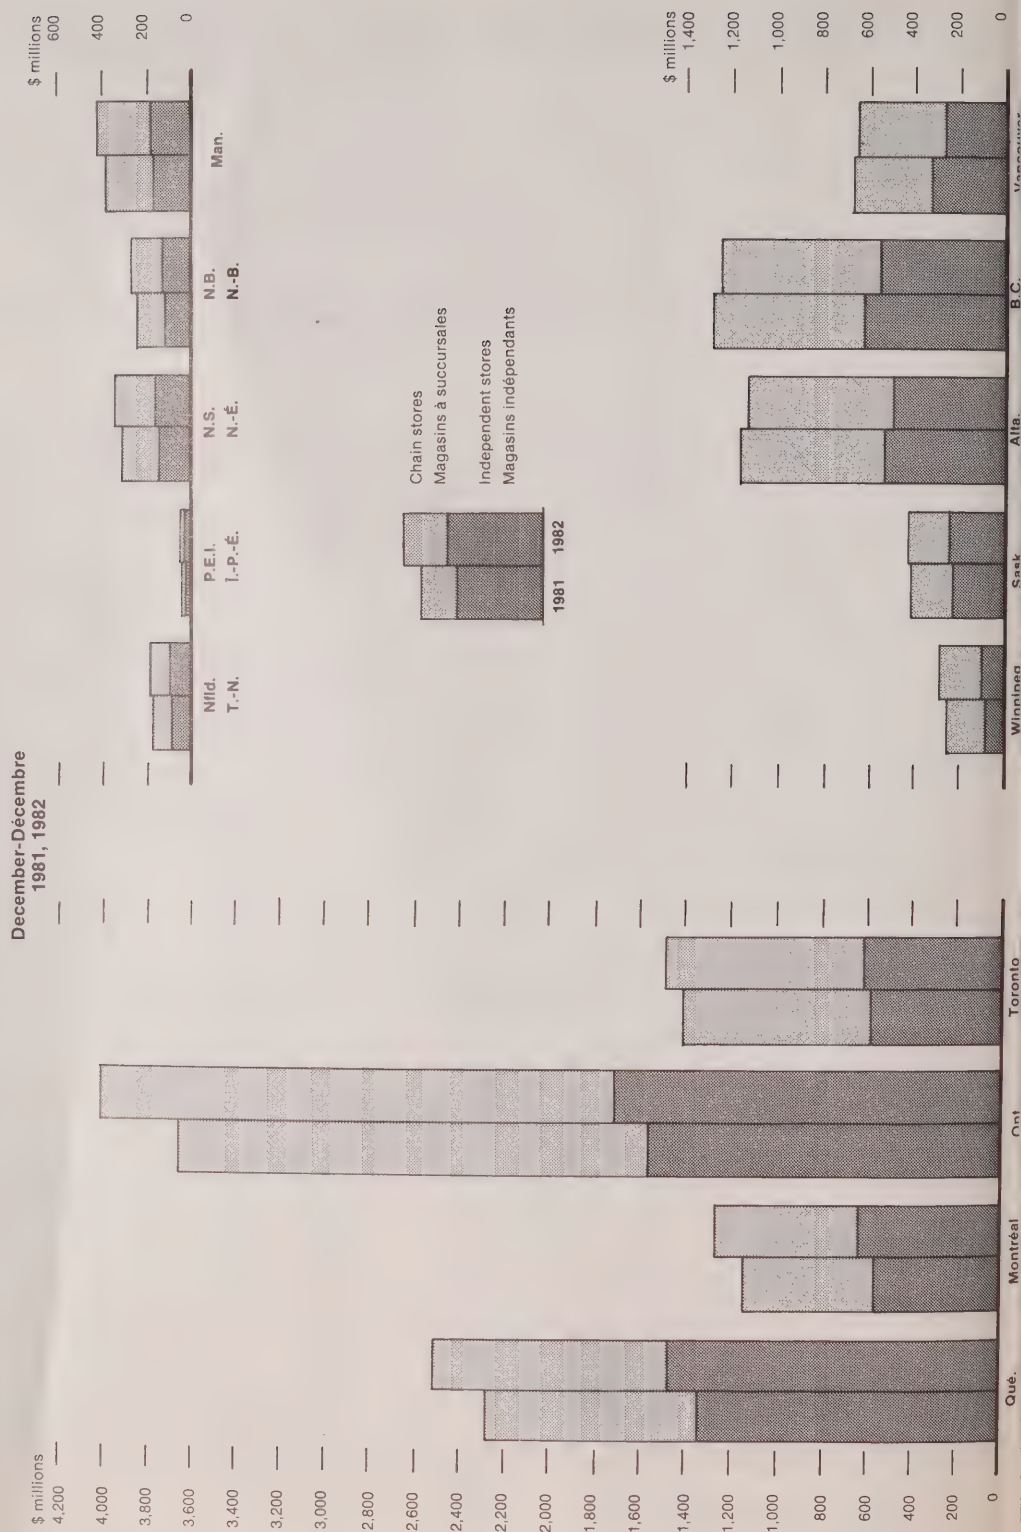 December-Décembre
1981, 1982
$ millions
4,200
4,000
3,800
3,600
3,400
3,200
3,000
2,800
2,600
2,400
2,200
2,000
1,800
1,600
1,400
1,200
1,000
800
600
400
200
0
Qué.
Montréal
Ont.
Toronto
$ millions
600
400
200
0
Nfld.
T.-N.
P.E.I.
Î.-P.-É.
N.S.
N.-É.
N.B.
N.-B.
Man.
Chain stores
Magasins à succursales
Independent stores
Magasins indépendants
1981 1982
$ millions
1,400
1,200
1,000
800
600
400
200
0
Winnipeg
Sask.
Alta.
B.C.
Vancouver